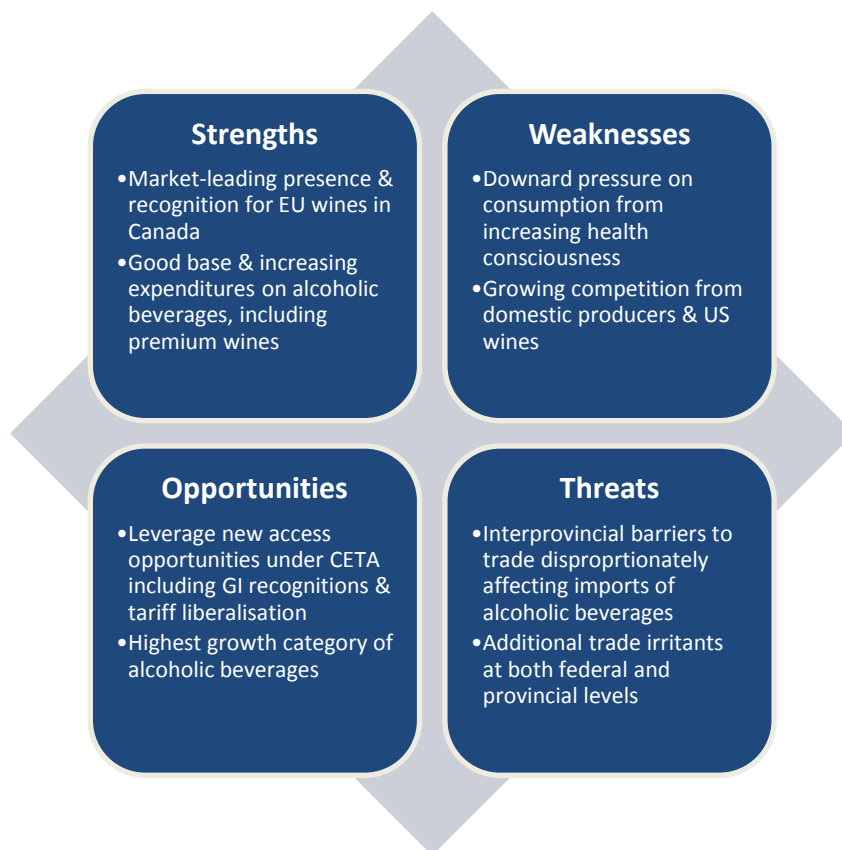 Strengths
•Market-leading presence &
recognition for EU wines in
Canada
•Good base & increasing
expenditures on alcoholic
beverages, including
premium wines
Weaknesses
•Downard pressure on
consumption from
increasing health
consciousness
•Growing competition from
domestic producers & US
wines
Opportunities
•Leverage new access
opportunities under CETA
including GI recognitions &
tariff liberalisation
•Highest growth category of
alcoholic beverages
Threats
•Interprovincial barriers to
trade disproprtionately
affecting imports of
alcoholic beverages
•Additional trade irritants
at both federal and
provincial levels